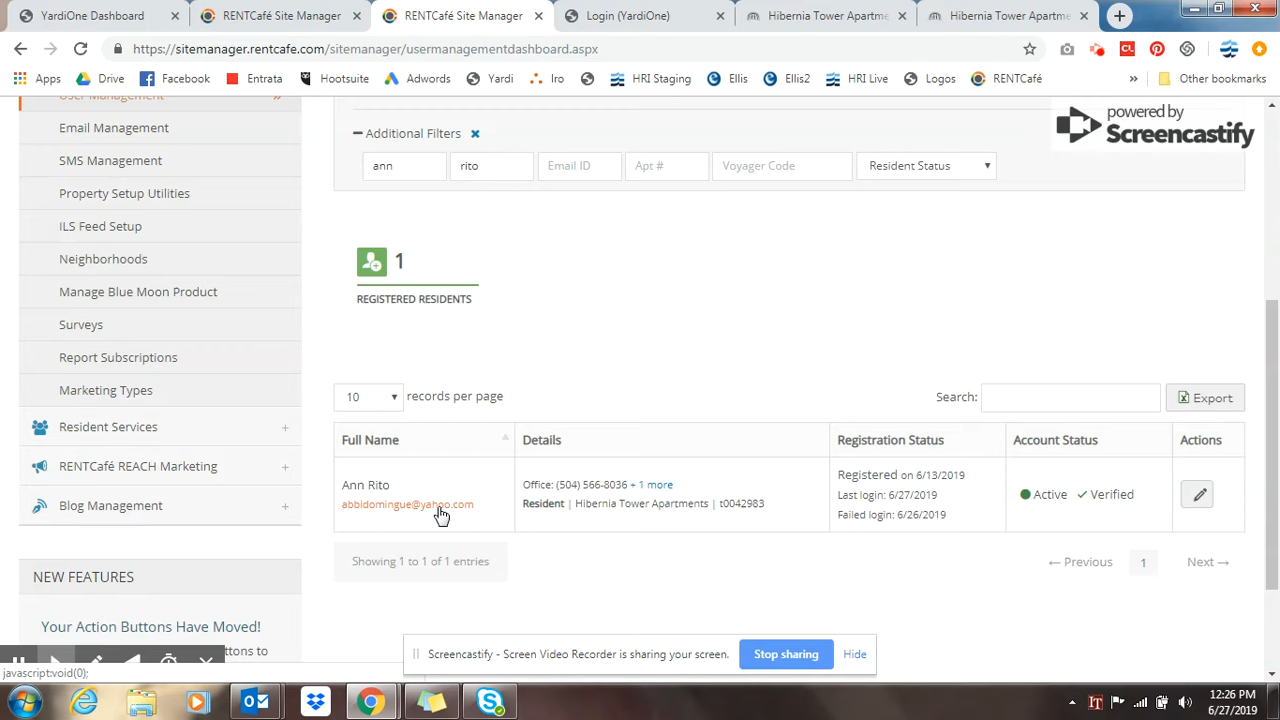 YardiOne Dashboard
RENTCafé Site Manager
RENTCafé Site Manager
Login (YardiOne)
Hibernia Tower Apartme
Hibernia Tower Apartme
https://sitemanager.rentcafe.com/sitemanager/usermanagementdashboard.aspx
Apps
Drive
Facebook
Entrata
Hootsuite
Adwords
Yardi
Iro
HRI Staging
Ellis
Ellis2
HRI Live
Logos
RENTCafé
»
Other bookmarks
User Management
Email Management
SMS Management
Property Setup Utilities
ILS Feed Setup
Neighborhoods
Manage Blue Moon Product
Surveys
Report Subscriptions
Marketing Types
Resident Services
RENTCafé REACH Marketing
Blog Management
NEW FEATURES
Your Action Buttons Have Moved!
javascript:void(0);
powered by
Screencastify
Additional Filters
ann
rito
Email ID
Apt #
Voyager Code
Resident Status
1
REGISTERED RESIDENTS
10 records per page
Search:
Export
Full Name
Details
Registration Status
Account Status
Actions
Ann Rito
abbidomingue@yahoo.com
Office: (504) 566-8036 + 1 more
Resident | Hibernia Tower Apartments | t0042983
Registered on 6/13/2019
Last login: 6/27/2019
Failed login: 6/26/2019
Active
Verified
Showing 1 to 1 of 1 entries
← Previous
1
Next →
Screencastify - Screen Video Recorder is sharing your screen.
Stop sharing
Hide
12:26 PM
6/27/2019